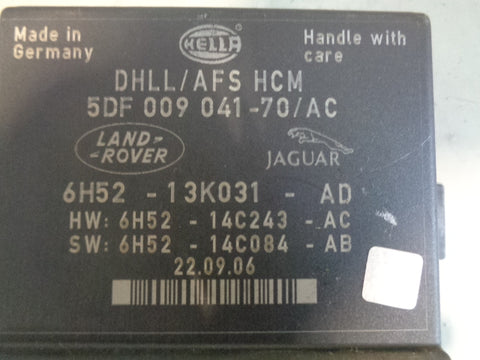 Made in
Germany
HELLA
Handle with
care
DHLL/AFS HCM
5DF 009 041-70/AC
LAND-
-ROVER
JAGUAR
6H52 - 13K031 - AD
HW: 6H52 - 14C243 - AC
SW: 6H52 - 14C084 - AB
22.09.06